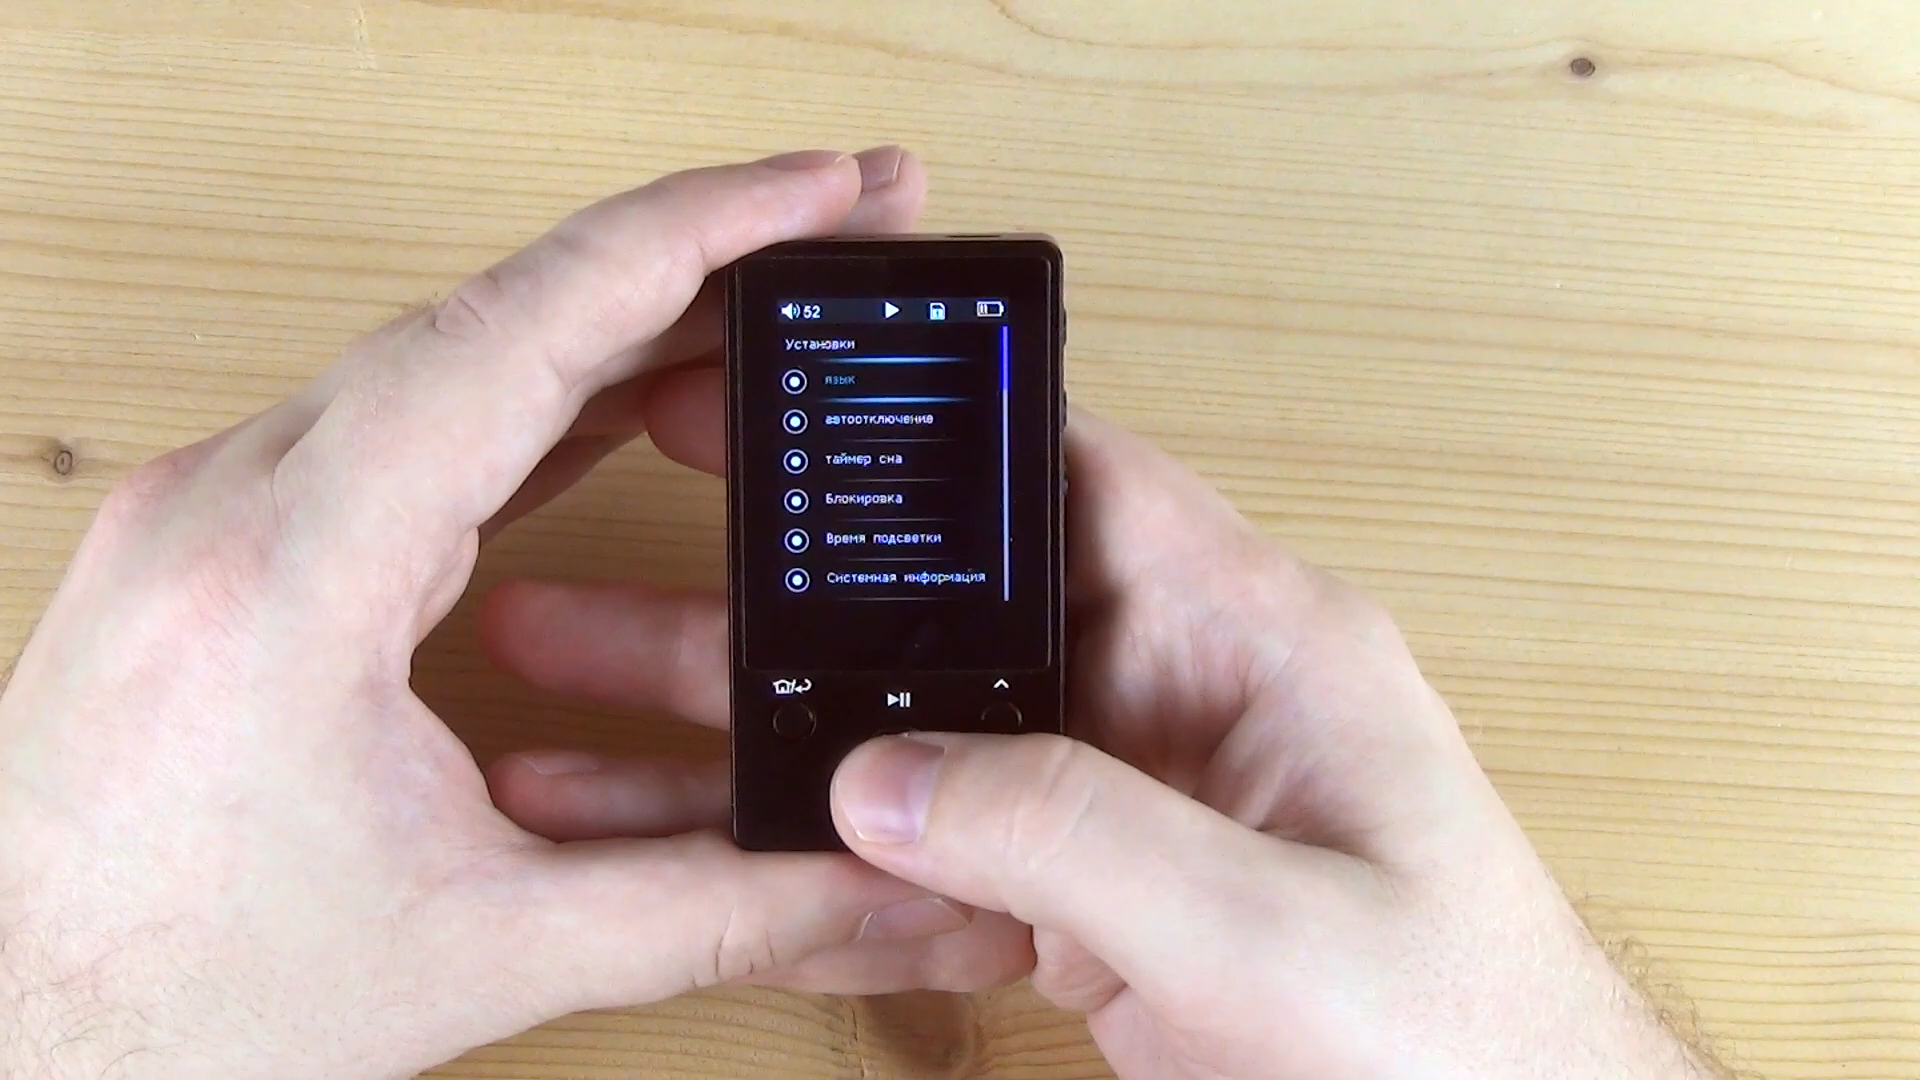 52
Установки
язык
автоотключение
таймер сна
Блокировка
Время подсветки
Системная информация